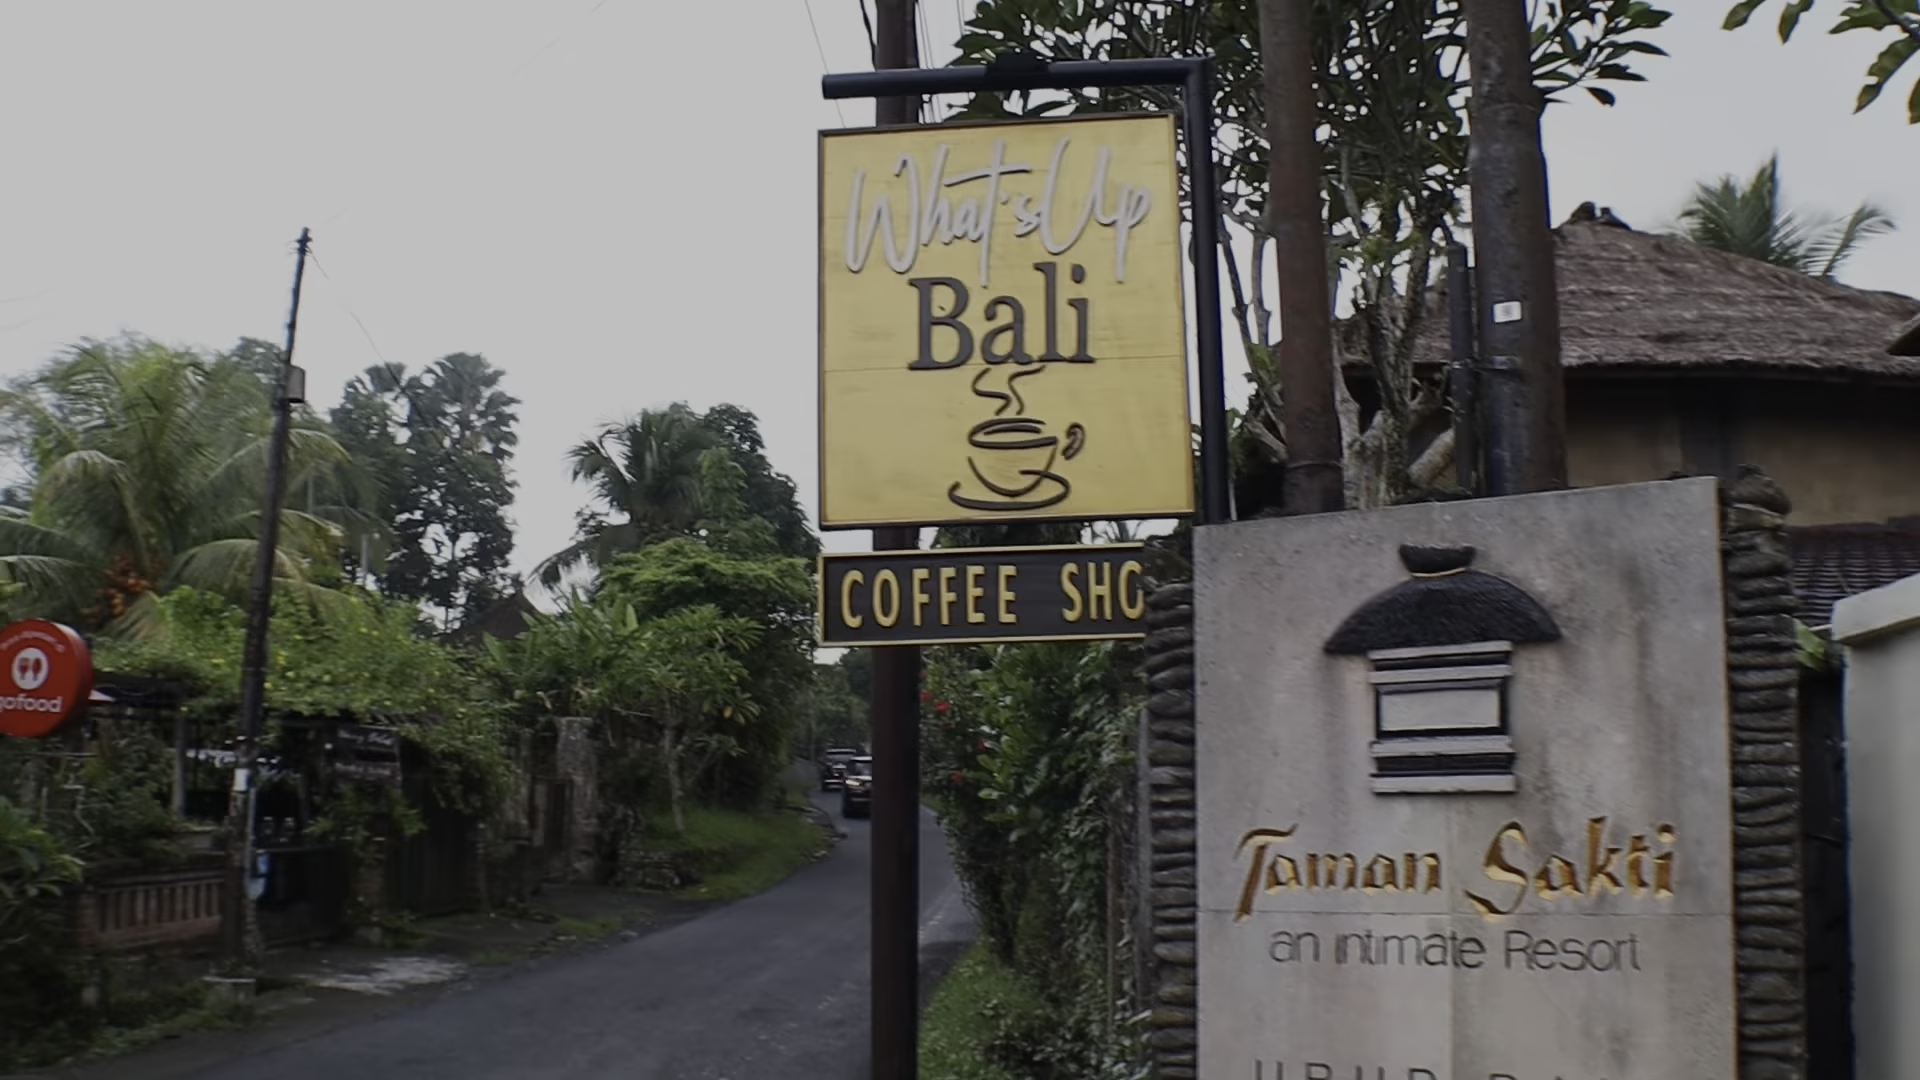 What's Up
Bali
COFFEE SHO
gofood
Taman Sakti
an intimate Resort